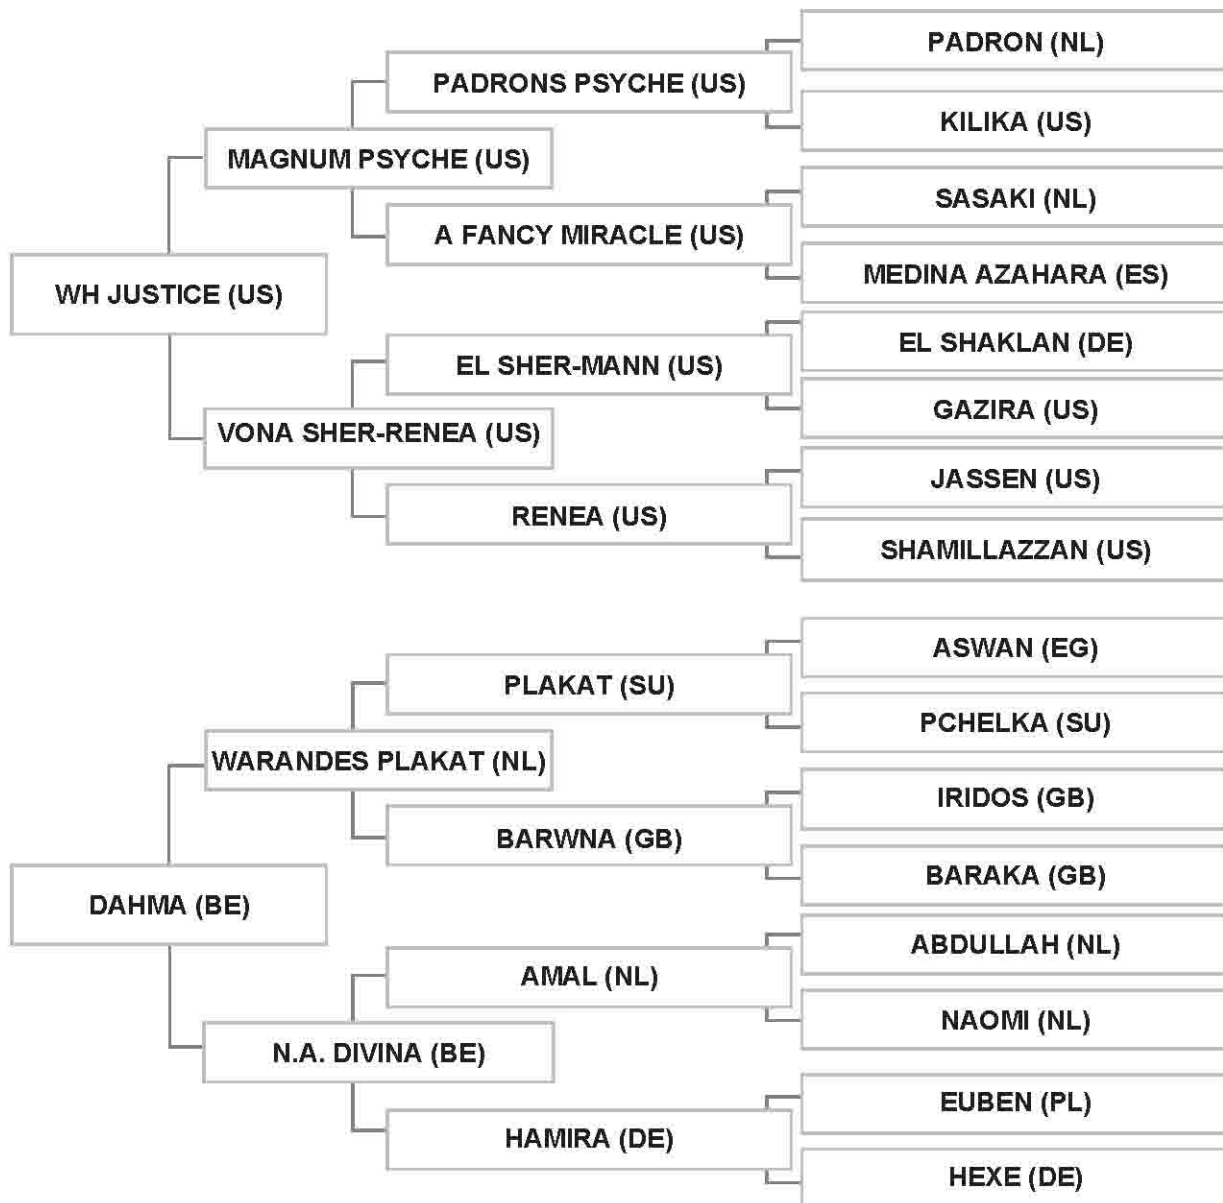 PADRON (NL)
PADRONS PSYCHE (US)
KILIKA (US)
MAGNUM PSYCHE (US)
SASAKI (NL)
A FANCY MIRACLE (US)
MEDINA AZAHARA (ES)
WH JUSTICE (US)
EL SHAKLAN (DE)
EL SHER-MANN (US)
GAZIRA (US)
VONA SHER-RENEA (US)
JASSEN (US)
RENEA (US)
SHAMILLAZZAN (US)
ASWAN (EG)
PLAKAT (SU)
PCHELKA (SU)
WARANDES PLAKAT (NL)
IRIDOS (GB)
BARWNA (GB)
BARAKA (GB)
DAHMA (BE)
ABDULLAH (NL)
AMAL (NL)
NAOMI (NL)
N.A. DIVINA (BE)
EUBEN (PL)
HAMIRA (DE)
HEXE (DE)